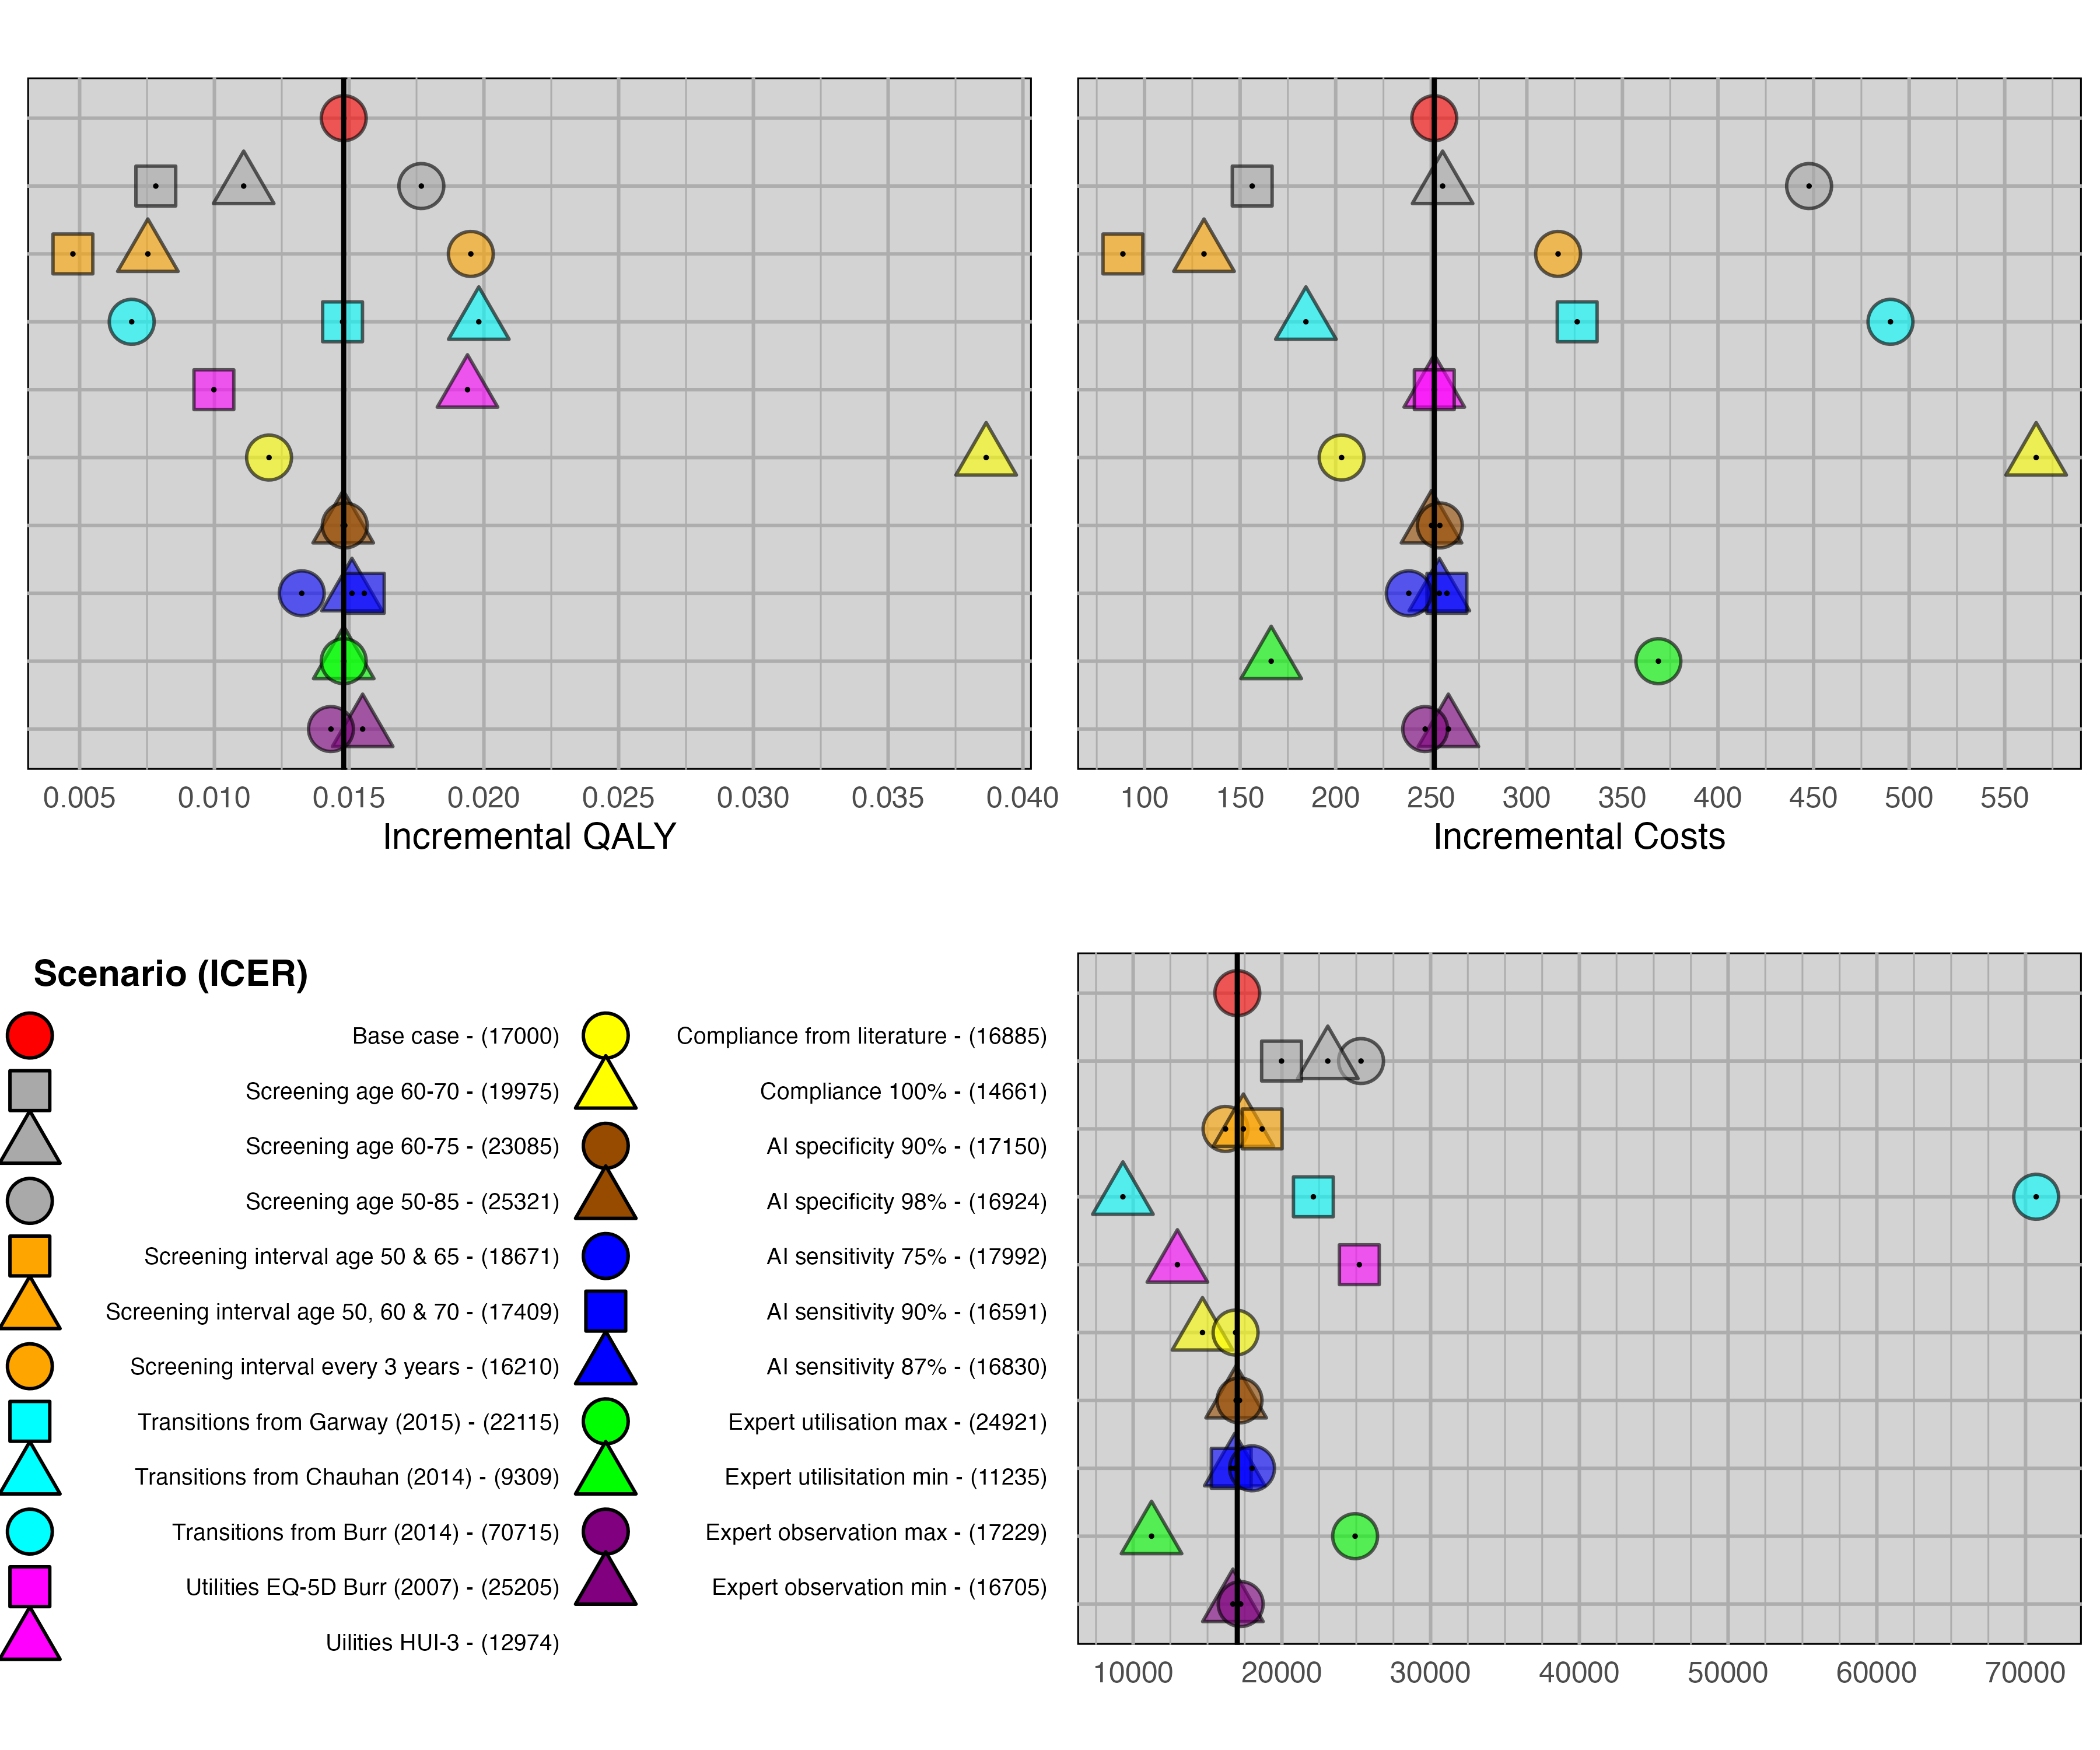 0.005 0.010 0.015 0.020 0.025 0.030 0.035 0.040
Incremental QALY
100 150 200 250 300 350 400 450 500 550
Incremental Costs
Scenario (ICER)
Base case - (17000)
Screening age 60-70 - (19975)
Screening age 60-75 - (23085)
Screening age 50-85 - (25321)
Screening interval age 50 & 65 - (18671)
Screening interval age 50, 60 & 70 - (17409)
Screening interval every 3 years - (16210)
Transitions from Garway (2015) - (22115)
Transitions from Chauhan (2014) - (9309)
Transitions from Burr (2014) - (70715)
Utilities EQ-5D Burr (2007) - (25205)
Uilities HUI-3 - (12974)
Compliance from literature - (16885)
Compliance 100% - (14661)
AI specificity 90% - (17150)
AI specificity 98% - (16924)
AI sensitivity 75% - (17992)
AI sensitivity 90% - (16591)
AI sensitivity 87% - (16830)
Expert utilisation max - (24921)
Expert utilisitation min - (11235)
Expert observation max - (17229)
Expert observation min - (16705)
10000 20000 30000 40000 50000 60000 70000